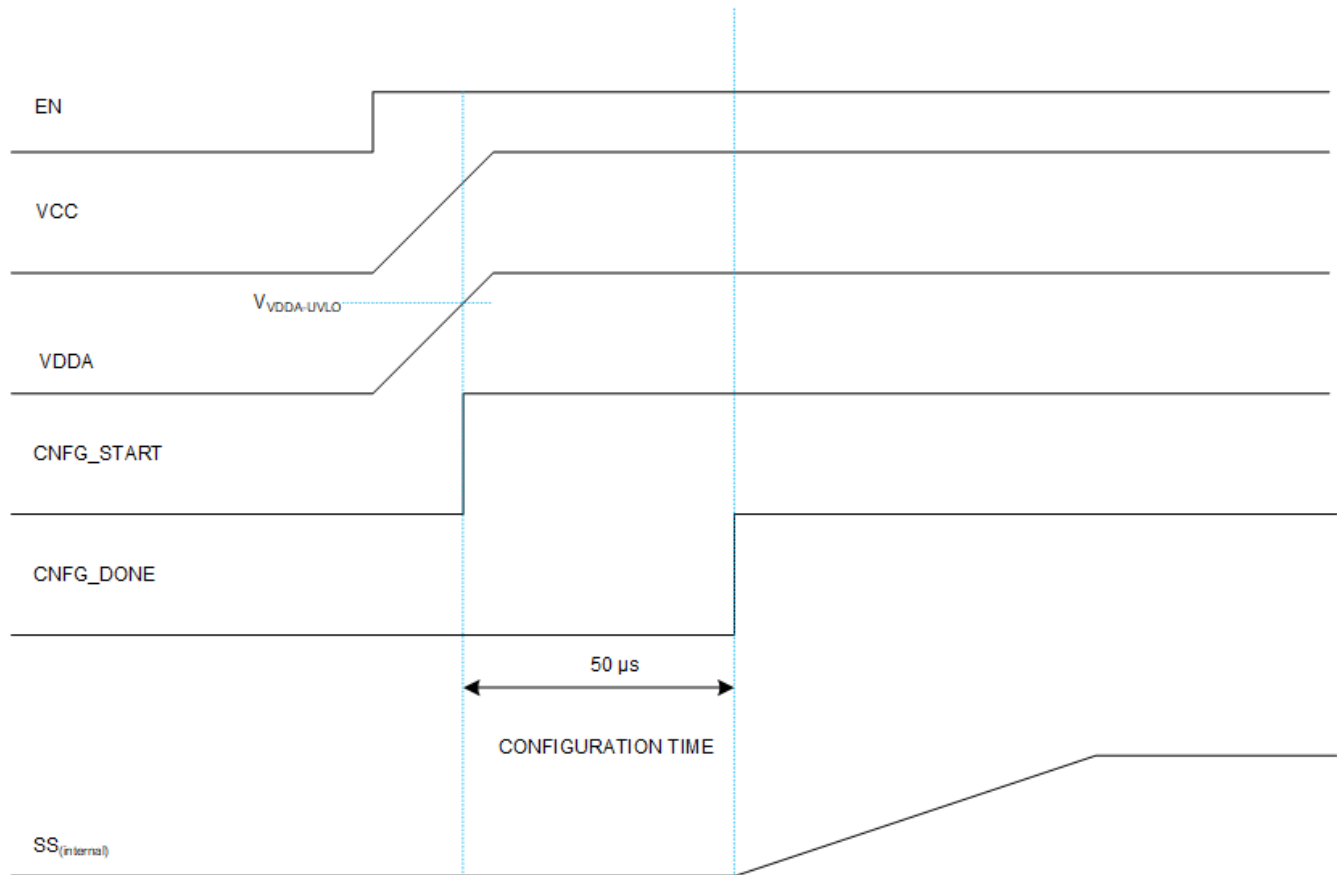 EN
VCC
VVDDA-UVLO
VDDA
CNFG_START
CNFG_DONE
50 µs
CONFIGURATION TIME
SS(internal)